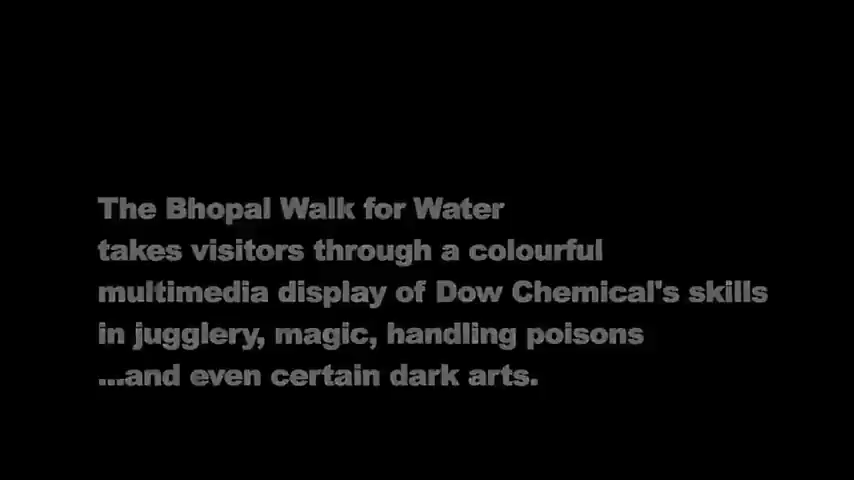 The Bhopal Walk for Water
takes visitors through a colourful
multimedia display of Dow Chemical's skills
in jugglery, magic, handling poisons
...and even certain dark arts.